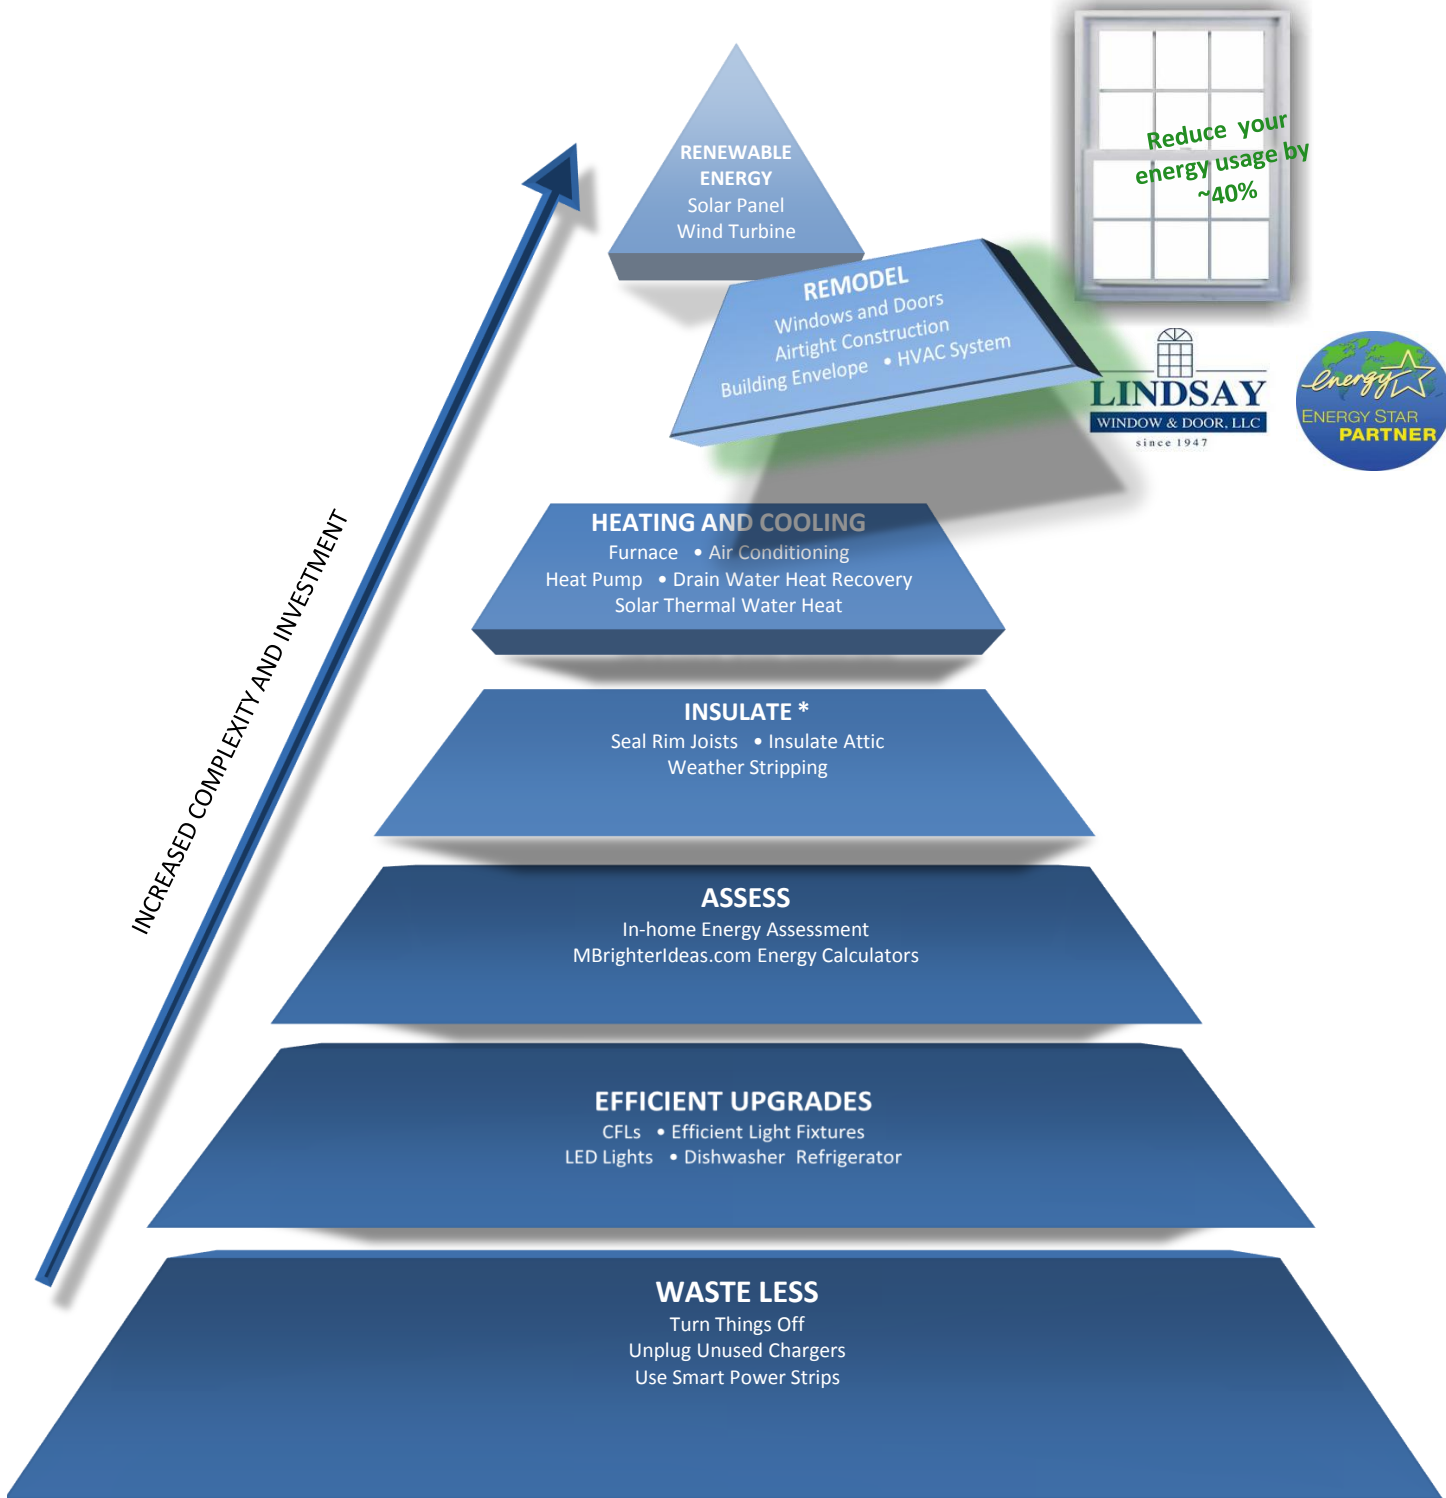 RENEWABLE
ENERGY
Solar Panel
Wind Turbine
Reduce your
energy usage by
~40%
REMODEL
Windows and Doors
Airtight Construction
Building Envelope • HVAC System
LINDSAY
WINDOW & DOOR, LLC
since 1947
energy
ENERGY STAR
PARTNER
INCREASED COMPLEXITY AND INVESTMENT
HEATING AND COOLING
Furnace • Air Conditioning
Heat Pump • Drain Water Heat Recovery
Solar Thermal Water Heat
INSULATE *
Seal Rim Joists • Insulate Attic
Weather Stripping
ASSESS
In-home Energy Assessment
MBrighterIdeas.com Energy Calculators
EFFICIENT UPGRADES
CFLs • Efficient Light Fixtures
LED Lights • Dishwasher Refrigerator
WASTE LESS
Turn Things Off
Unplug Unused Chargers
Use Smart Power Strips